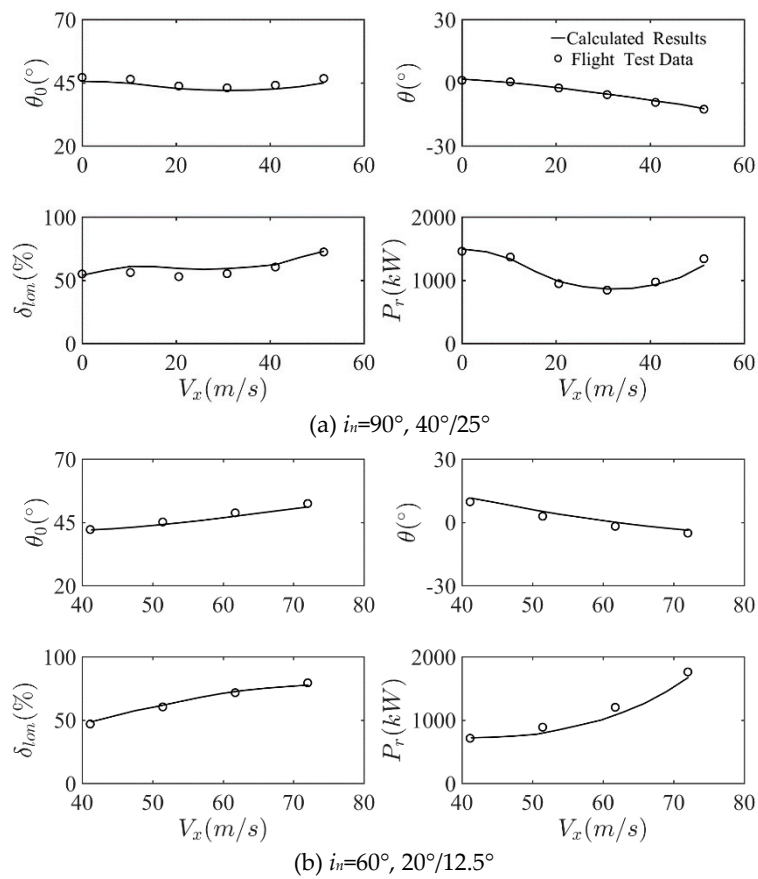 70
45
20
θ0(°)
0 20 40 60
30
0
-30
θ(°)
— Calculated Results
○ Flight Test Data
0 20 40 60
100
50
0
δlon(%)
0 20 40 60
Vx(m/s)
2000
1000
0
Pr(kW)
0 20 40 60
Vx(m/s)
(a) in=90°, 40°/25°
70
45
20
θ0(°)
40 50 60 70 80
30
0
-30
θ(°)
40 50 60 70 80
100
50
0
δlon(%)
40 50 60 70 80
Vx(m/s)
2000
1000
0
Pr(kW)
40 50 60 70 80
Vx(m/s)
(b) in=60°, 20°/12.5°